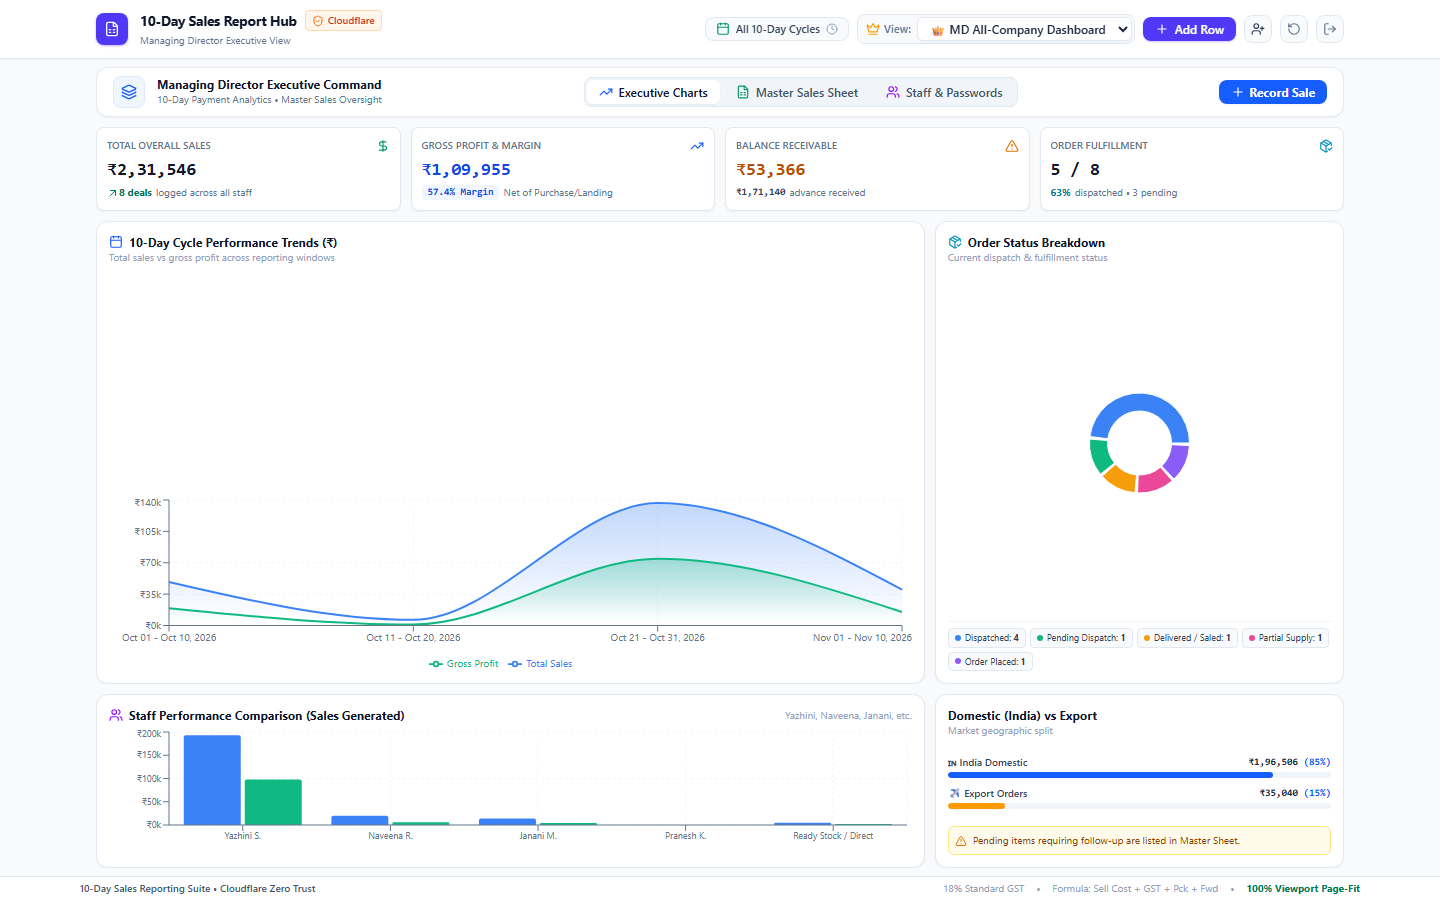 10-Day Sales Report Hub
Cloudflare
Managing Director Executive View
All 10-Day Cycles
View:
MD All-Company Dashboard
Add Row
Managing Director Executive Command
10-Day Payment Analytics • Master Sales Oversight
Executive Charts
Master Sales Sheet
Staff & Passwords
Record Sale
TOTAL OVERALL SALES
₹2,31,546
8 deals logged across all staff
GROSS PROFIT & MARGIN
₹1,09,955
57.4% Margin Net of Purchase/Landing
BALANCE RECEIVABLE
₹53,366
₹1,71,140 advance received
ORDER FULFILLMENT
5 / 8
63% dispatched • 3 pending
10-Day Cycle Performance Trends (₹)
Total sales vs gross profit across reporting windows
₹140k
₹105k
₹70k
₹35k
₹0k
Oct 01 - Oct 10, 2026
Oct 11 - Oct 20, 2026
Oct 21 - Oct 31, 2026
Nov 01 - Nov 10, 2026
Gross Profit
Total Sales
Order Status Breakdown
Current dispatch & fulfillment status
Dispatched: 4
Pending Dispatch: 1
Delivered / Saled: 1
Partial Supply: 1
Order Placed: 1
Staff Performance Comparison (Sales Generated)
Yazhini, Naveena, Janani, etc.
₹200k
₹150k
₹100k
₹50k
₹0k
Yazhini S.
Naveena R.
Janani M.
Pranesh K.
Ready Stock / Direct
Domestic (India) vs Export
Market geographic split
IN India Domestic
₹1,96,506 (85%)
Export Orders
₹35,040 (15%)
Pending items requiring follow-up are listed in Master Sheet.
10-Day Sales Reporting Suite • Cloudflare Zero Trust
18% Standard GST • Formula: Sell Cost + GST + Pck + Fwd • 100% Viewport Page-Fit